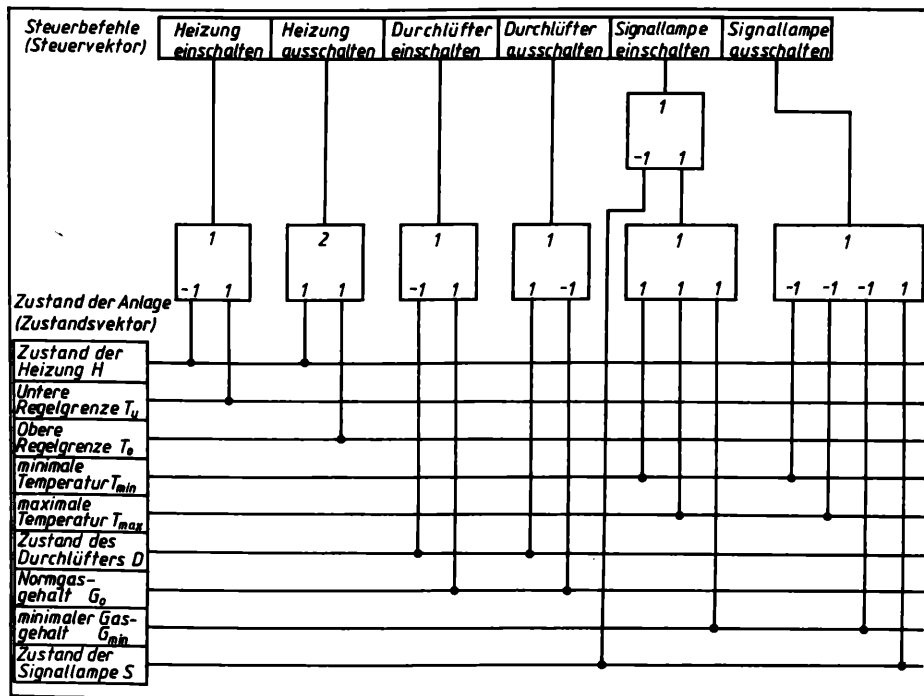 Steuerbefehle
(Steuervektor)
Heizung
einschalten
Heizung
ausschalten
Durchlüfter
einschalten
Durchlüfter
ausschalten
Signallampe
einschalten
Signallampe
ausschalten
1
-1 1
1
-1 1
2
1 1
1
-1 1
1
1 -1
1
1 1 1
1
-1 -1 -1 1
Zustand der Anlage
(Zustandsvektor)
Zustand der
Heizung H
Untere
Regelgrenze Tu
Obere
Regelgrenze To
minimale
Temperatur Tmin
maximale
Temperatur Tmax
Zustand des
Durchlüfters D
Normgas-
gehalt Go
minimaler Gas-
gehalt Gmin
Zustand der
Signallampe S